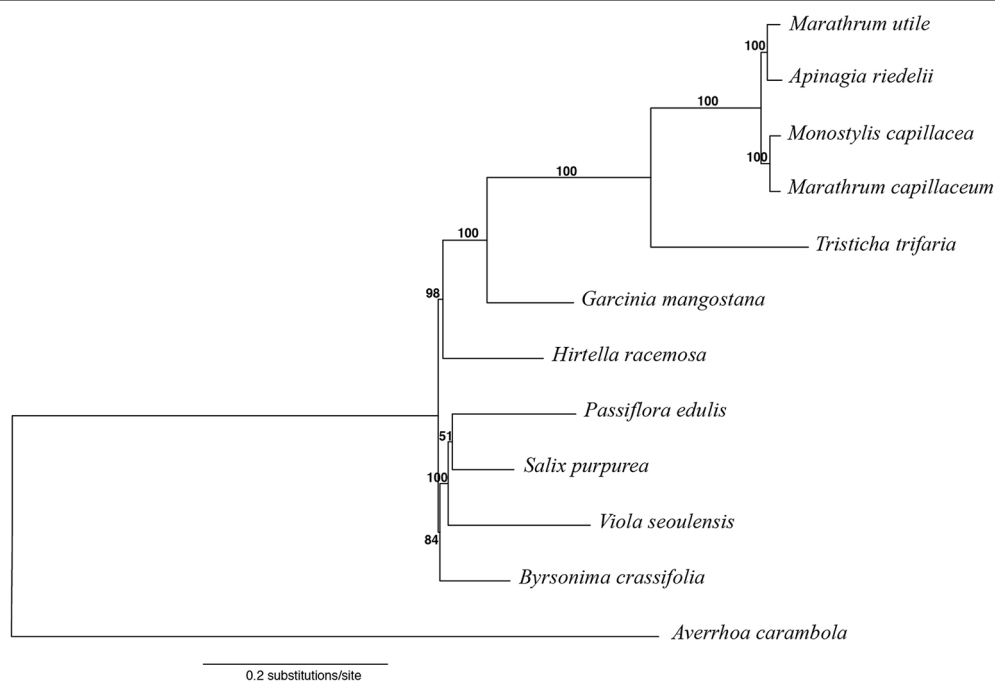 Marathrum utile
100
Apinagia riedelii
100
Monostylis capillacea
100
Marathrum capillaceum
100
Tristicha trifaria
100
Garcinia mangostana
98
Hirtella racemosa
Passiflora edulis
51
Salix purpurea
100
Viola seoulensis
84
Byrsonima crassifolia
Averrhoa carambola
0.2 substitutions/site